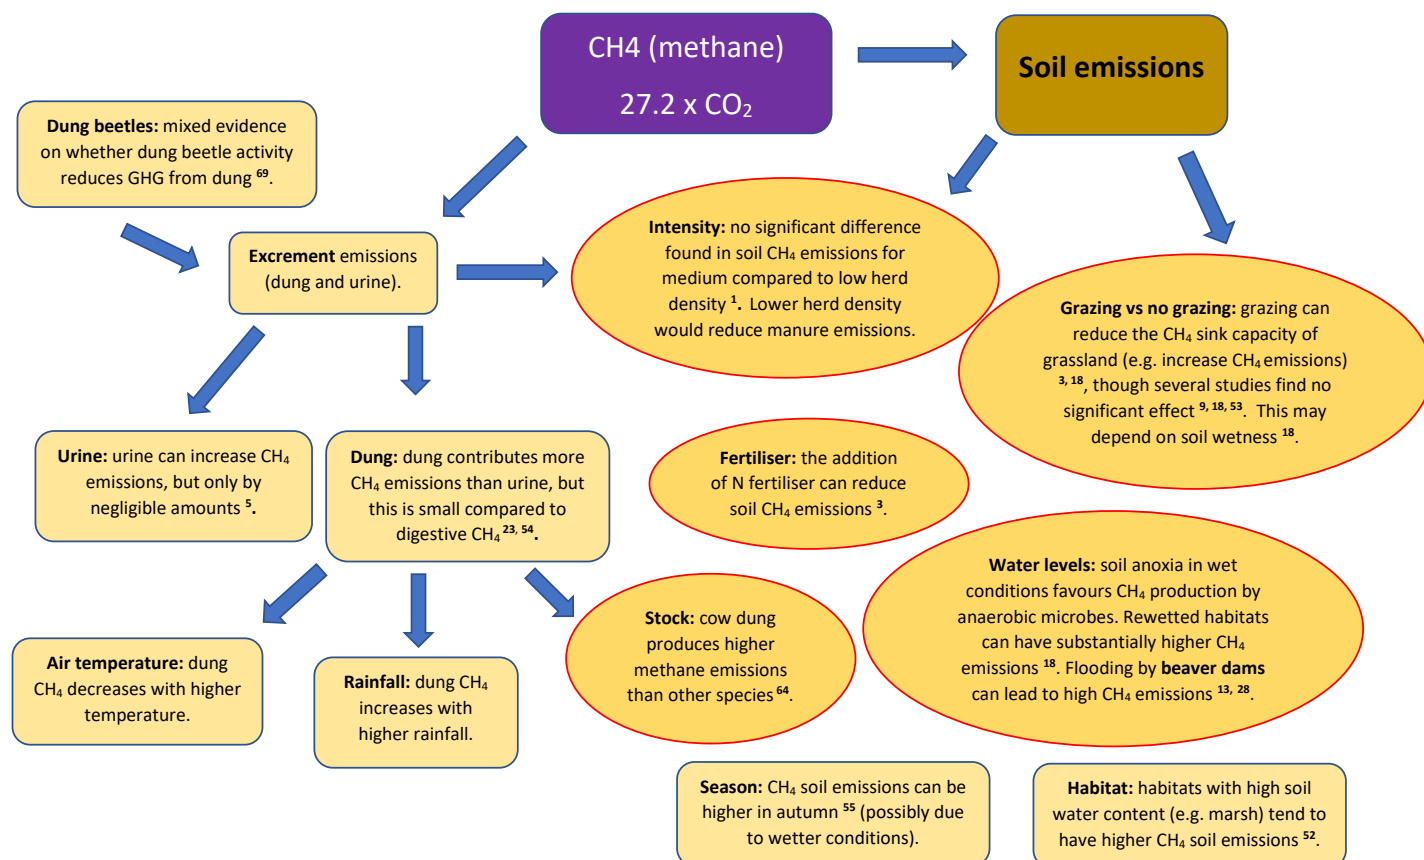 CH4 (methane)
27.2 x CO₂
Soil emissions
Dung beetles: mixed evidence
on whether dung beetle activity
reduces GHG from dung ⁶⁹.
Excrement emissions
(dung and urine).
Intensity: no significant difference
found in soil CH₄ emissions for
medium compared to low herd
density ¹. Lower herd density
would reduce manure emissions.
Grazing vs no grazing: grazing can
reduce the CH₄ sink capacity of
grassland (e.g. increase CH₄ emissions)
³, ¹⁸, though several studies find no
significant effect ⁹, ¹⁸, ⁵³. This may
depend on soil wetness ¹⁸.
Urine: urine can increase CH₄
emissions, but only by
negligible amounts ⁵.
Dung: dung contributes more
CH₄ emissions than urine, but
this is small compared to
digestive CH₄ ²³, ⁵⁴.
Fertiliser: the addition
of N fertiliser can reduce
soil CH₄ emissions ³.
Water levels: soil anoxia in wet
conditions favours CH₄ production by
anaerobic microbes. Rewetted habitats
can have substantially higher CH₄
emissions ¹⁸. Flooding by beaver dams
can lead to high CH₄ emissions ¹³, ²⁸.
Air temperature: dung
CH₄ decreases with higher
temperature.
Rainfall: dung CH₄
increases with
higher rainfall.
Stock: cow dung
produces higher
methane emissions
than other species ⁶⁴.
Season: CH₄ soil emissions can be
higher in autumn ⁵⁵ (possibly due
to wetter conditions).
Habitat: habitats with high soil
water content (e.g. marsh) tend to
have higher CH₄ soil emissions ⁵².